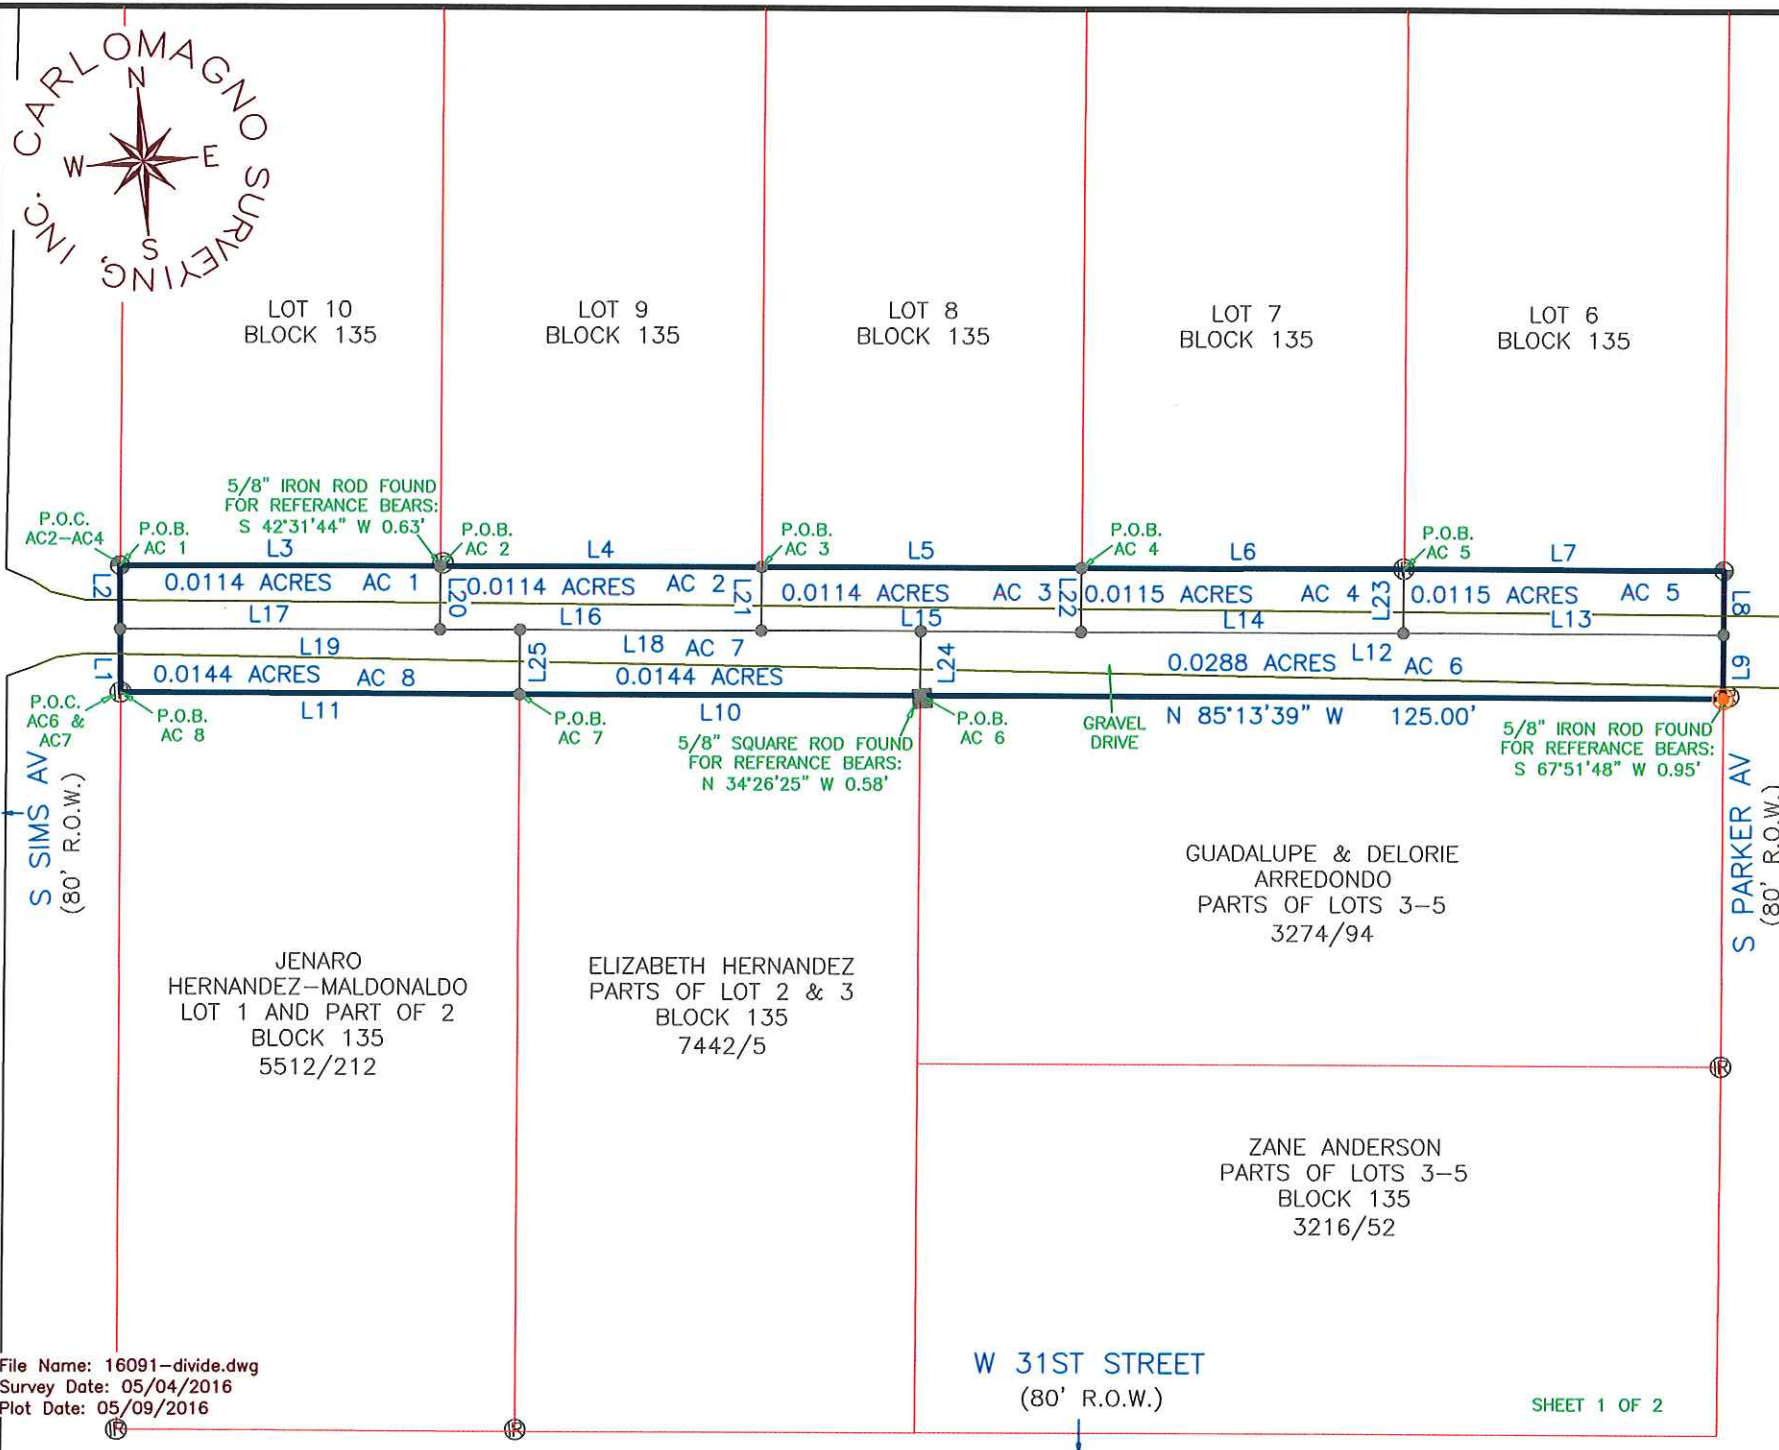 CARLOMAGNO SURVEYING, INC.
N
W
E
S
LOT 10
BLOCK 135
LOT 9
BLOCK 135
LOT 8
BLOCK 135
LOT 7
BLOCK 135
LOT 6
BLOCK 135
5/8" IRON ROD FOUND
FOR REFERANCE BEARS:
S 42°31'44" W 0.63'
P.O.C.
AC2-AC4
P.O.B.
AC 1
P.O.B.
AC 2
P.O.B.
AC 3
P.O.B.
AC 4
P.O.B.
AC 5
L3
L4
L5
L6
L7
L2
0.0114 ACRES AC 1
L20
0.0114 ACRES AC 2
L21
0.0114 ACRES AC 3
L22
0.0115 ACRES AC 4
L23
0.0115 ACRES AC 5
L8
L17
L16
L15
L14
L13
L1
L19
0.0144 ACRES AC 8
L25
L18 AC 7
0.0144 ACRES
L24
0.0288 ACRES L12 AC 6
L9
P.O.C.
AC6 &
AC7
P.O.B.
AC 8
L11
P.O.B.
AC 7
L10
5/8" SQUARE ROD FOUND
FOR REFERANCE BEARS:
N 34°26'25" W 0.58'
P.O.B.
AC 6
GRAVEL
DRIVE
N 85°13'39" W 125.00'
5/8" IRON ROD FOUND
FOR REFERANCE BEARS:
S 67°51'48" W 0.95'
S SIMS AV
(80' R.O.W.)
S PARKER AV
(80' R.O.W.)
GUADALUPE & DELORIE
ARREDONDO
PARTS OF LOTS 3-5
3274/94
JENARO
HERNANDEZ-MALDONALDO
LOT 1 AND PART OF 2
BLOCK 135
5512/212
ELIZABETH HERNANDEZ
PARTS OF LOT 2 & 3
BLOCK 135
7442/5
IR
ZANE ANDERSON
PARTS OF LOTS 3-5
BLOCK 135
3216/52
File Name: 16091-divide.dwg
Survey Date: 05/04/2016
Plot Date: 05/09/2016
IR
IR
W 31ST STREET
(80' R.O.W.)
SHEET 1 OF 2